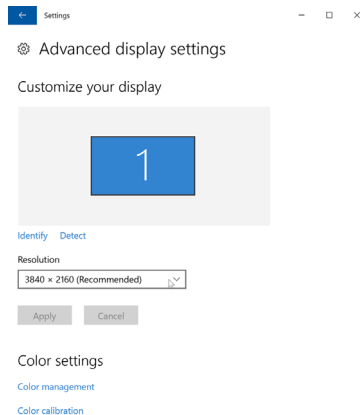 Settings
Advanced display settings
Customize your display
1
Identify Detect
Resolution
3840 × 2160 (Recommended)
Apply Cancel
Color settings
Color management
Color calibration